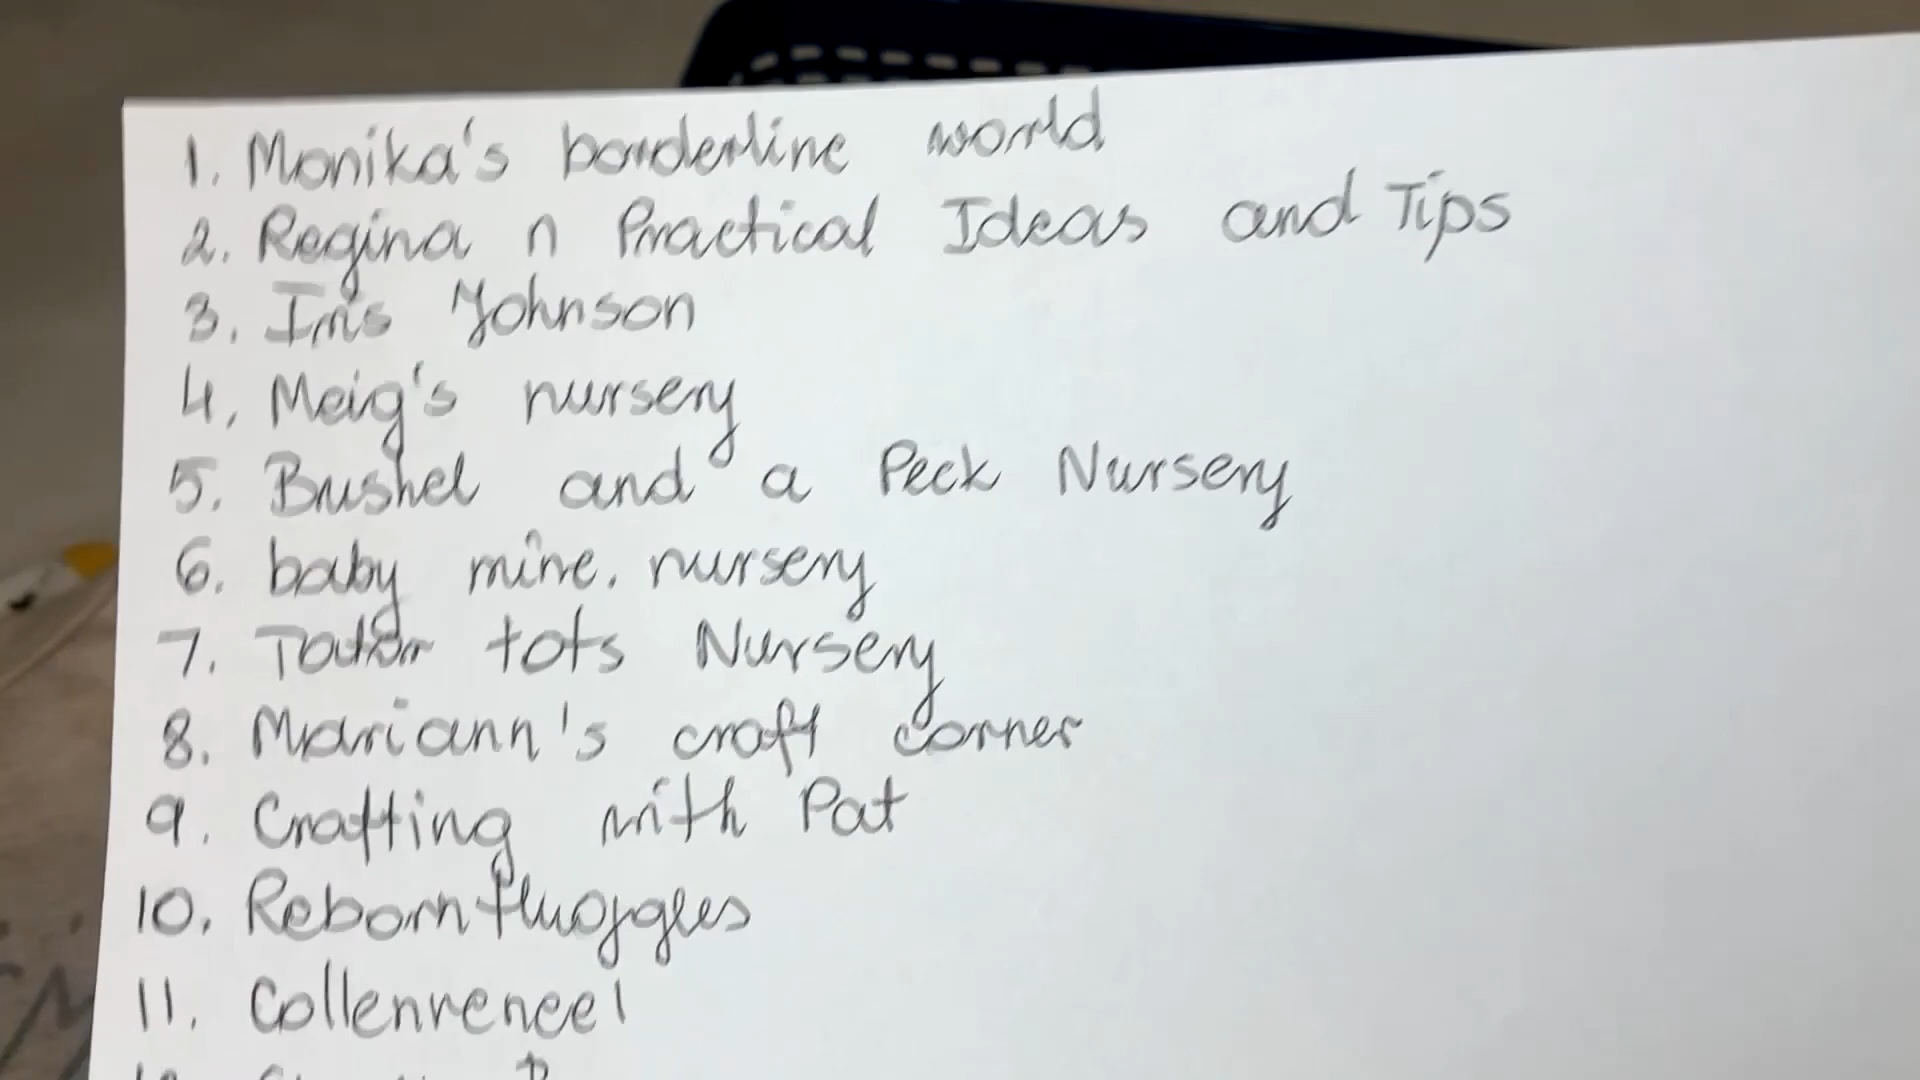 1. Monika's borderline world
2. Regina n Practical Ideas and Tips
3. Iris Johnson
4. Meig's nursery
5. Bushel and a Peck Nursery
6. baby mine. nursery
7. Tator tots Nursery
8. Mariann's craft corner
9. Crafting with Pat
10. Rebornfluggles
11. Collenrenee1